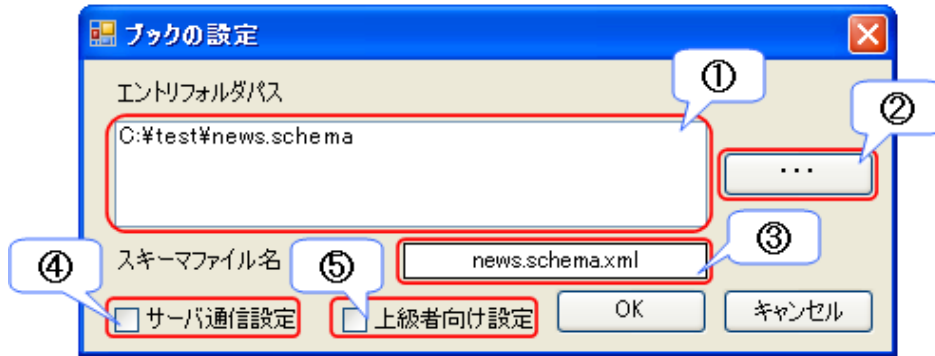 ブックの設定
①
エントリフォルダパス
②
C:¥test¥news.schema
...
③
スキーマファイル名
news.schema.xml
④
⑤
サーバ通信設定
上級者向け設定
OK
キャンセル